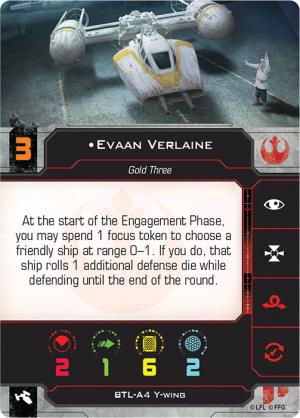 •Evaan Verlaine
3
Gold Three
At the start of the Engagement Phase,
you may spend 1 focus token to choose a
friendly ship at range 0–1. If you do, that
ship rolls 1 additional defense die while
defending until the end of the round.
2 1 6 2
BTL-A4 Y-wing
©LFL ©FFG